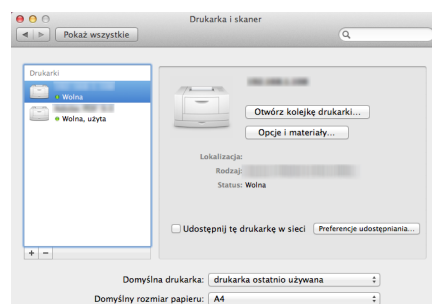 Drukarka i skaner
Pokaż wszystkie
Drukarki
Wolna
Wolna, użyta
Otwórz kolejkę drukarki...
Opcje i materiały...
Lokalizacja:
Rodzaj:
Status: Wolna
Udostępnij tę drukarkę w sieci
Preferencje udostępniania...
+ −
Domyślna drukarka: drukarka ostatnio używana
Domyślny rozmiar papieru: A4